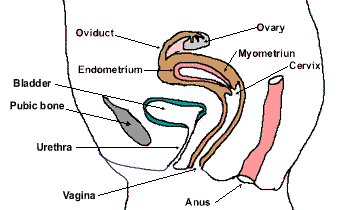 Oviduct
Ovary
Myometriun
Endometrium
Cervix
Bladder
Pubic bone
Urethra
Vagina
Anus